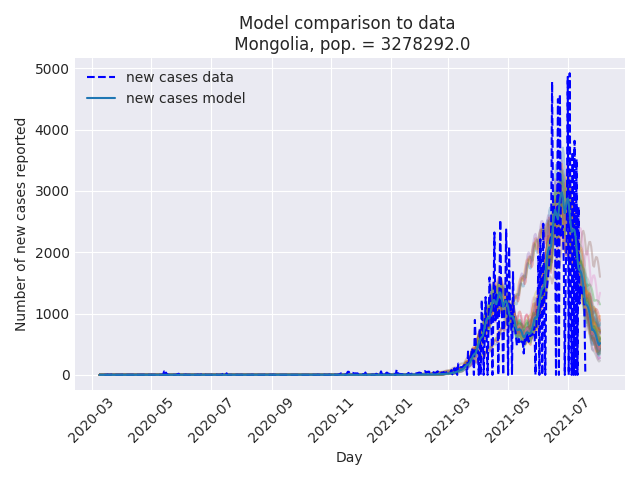 Model comparison to data
Mongolia, pop. = 3278292.0
new cases data
new cases model
Number of new cases reported
5000
4000
3000
2000
1000
0
2020-03
2020-05
2020-07
2020-09
2020-11
2021-01
2021-03
2021-05
2021-07
Day